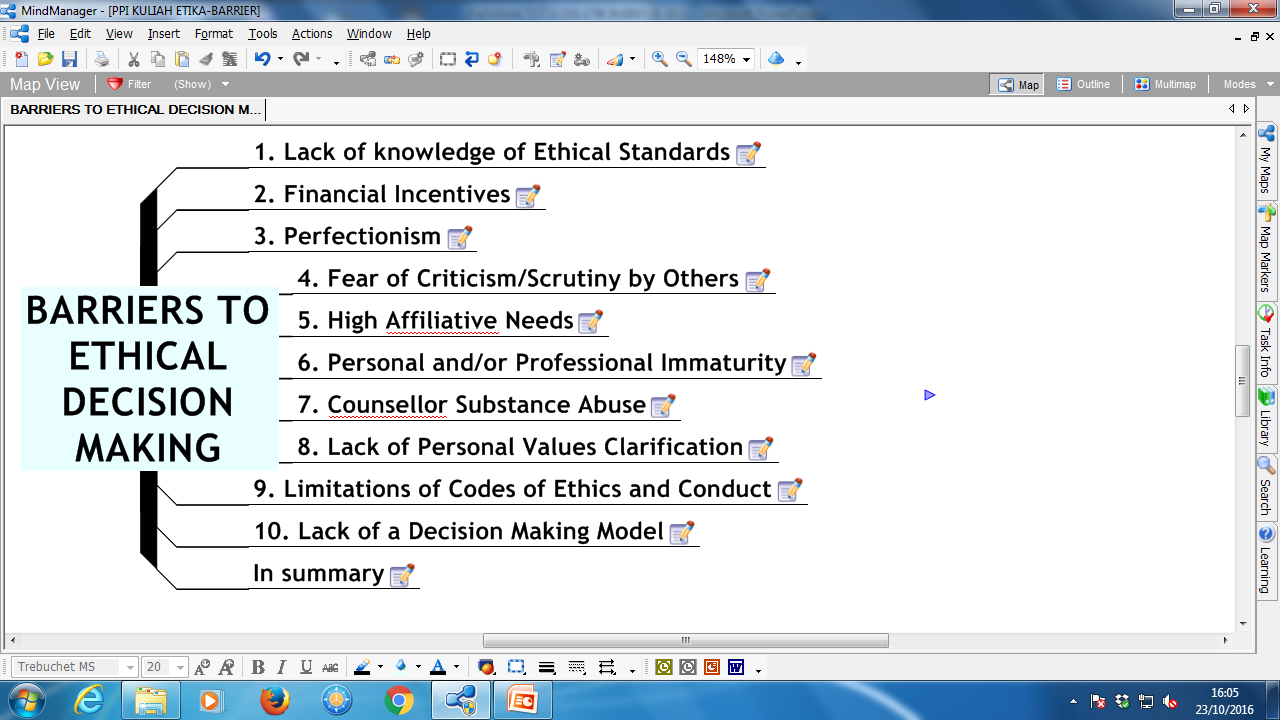 MindManager - [PPI KULIAH ETIKA-BARRIER]
File Edit View Insert Format Tools Actions Window Help
148%
Map View Filter (Show) Map Outline Multimap Modes
BARRIERS TO ETHICAL DECISION M...
1. Lack of knowledge of Ethical Standards
2. Financial Incentives
3. Perfectionism
4. Fear of Criticism/Scrutiny by Others
5. High Affiliative Needs
6. Personal and/or Professional Immaturity
7. Counsellor Substance Abuse
8. Lack of Personal Values Clarification
9. Limitations of Codes of Ethics and Conduct
10. Lack of a Decision Making Model
In summary
BARRIERS TO
ETHICAL
DECISION
MAKING
My Maps
Map Markers
Task Info
Library
Search
Learning
Trebuchet MS 20 B I U ABC
16:05
23/10/2016